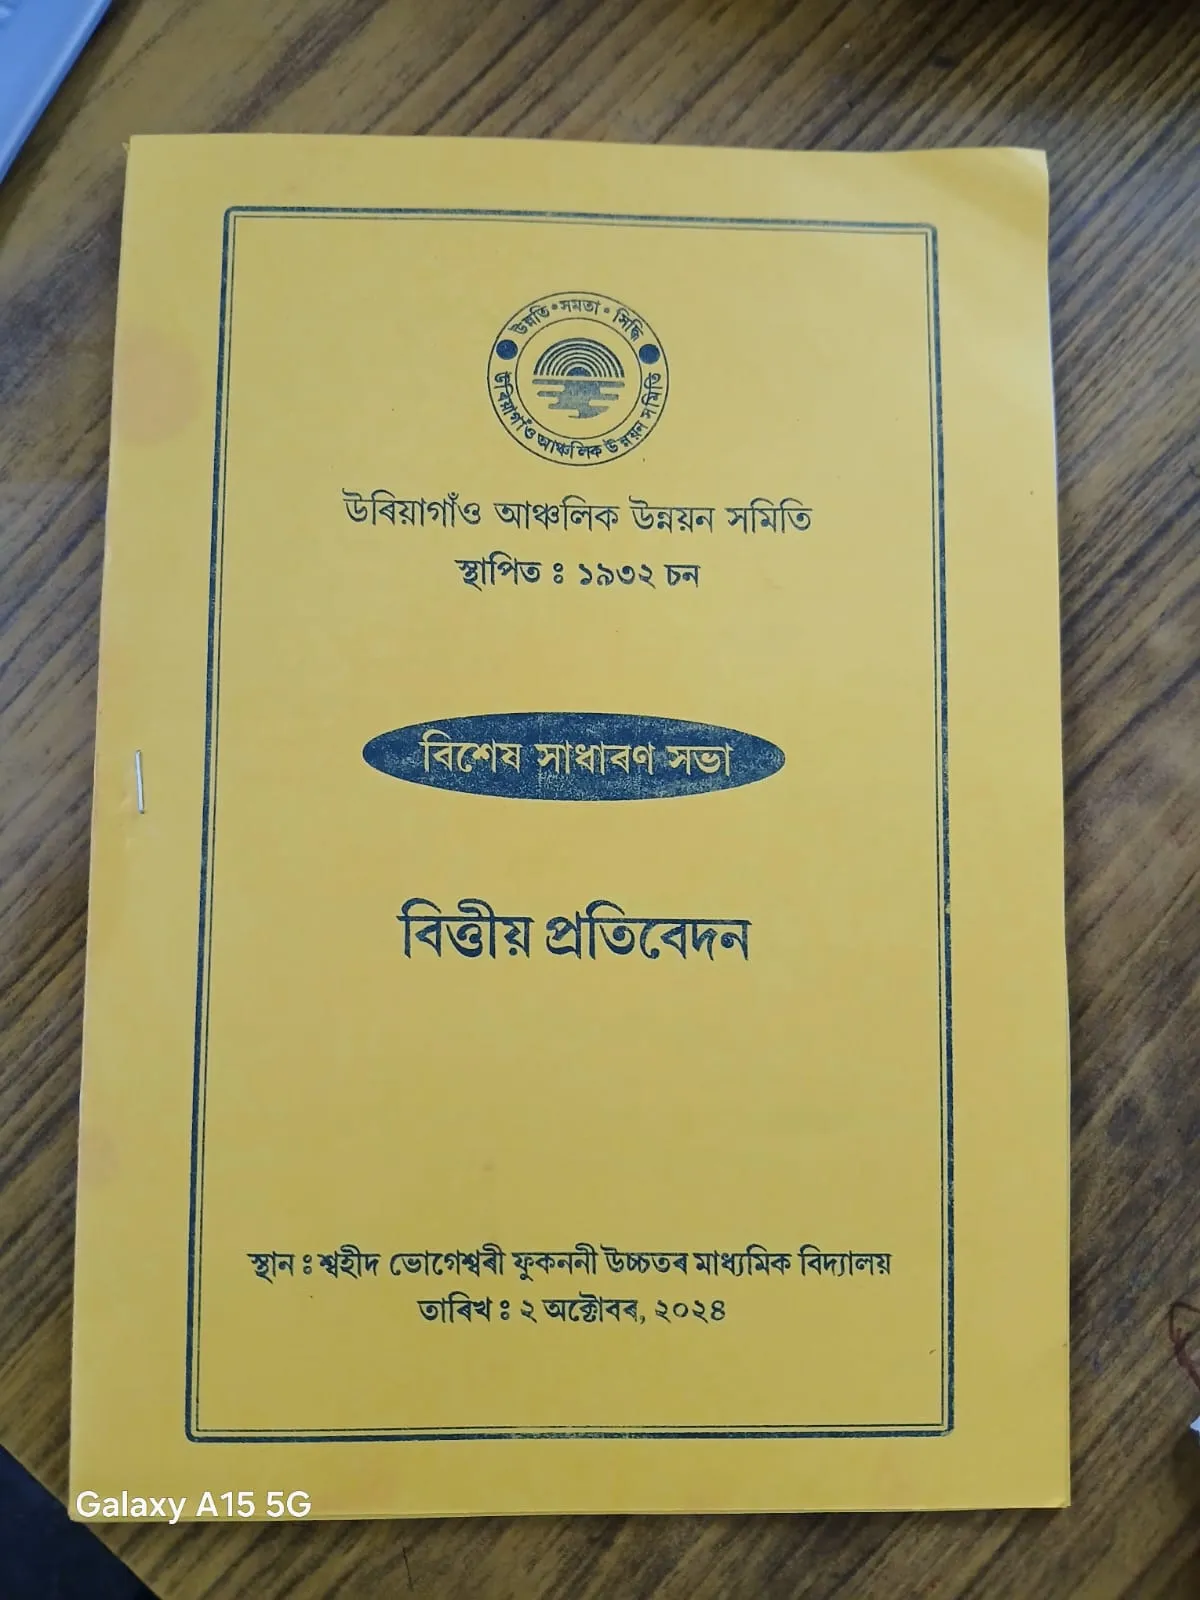 উন্নতি • সমতা • সিদ্ধি
উৰিয়াগাঁও আঞ্চলিক উন্নয়ন সমিতি
উৰিয়াগাঁও আঞ্চলিক উন্নয়ন সমিতি
স্থাপিত ঃ ১৯৩২ চন
বিশেষ সাধাৰণ সভা
বিত্তীয় প্ৰতিবেদন
স্থান ঃ শ্বহীদ ভোগেশ্বৰী ফুকননী উচ্চতৰ মাধ্যমিক বিদ্যালয়
তাৰিখ ঃ ২ অক্টোবৰ, ২০২৪
Galaxy A15 5G